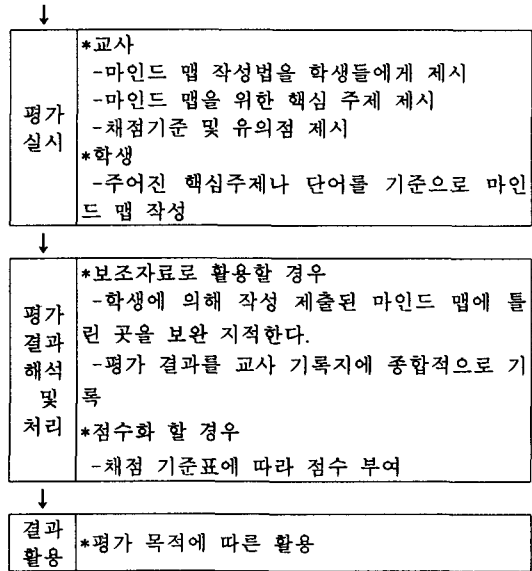 ↓
*교사
-마인드 맵 작성법을 학생들에게 제시
-마인드 맵을 위한 핵심 주제 제시
평가
실시
-채점기준 및 유의점 제시
*학생
-주어진 핵심주제나 단어를 기준으로 마인
드 맵 작성
↓
*보조자료로 활용할 경우
-학생에 의해 작성 제출된 마인드 맵에 틀
평가
결과
해석
및
처리
린 곳을 보완 지적한다.
-평가 결과를 교사 기록지에 종합적으로 기
록
*점수화 할 경우
-채점 기준표에 따라 점수 부여
↓
결과
활용
*평가 목적에 따른 활용